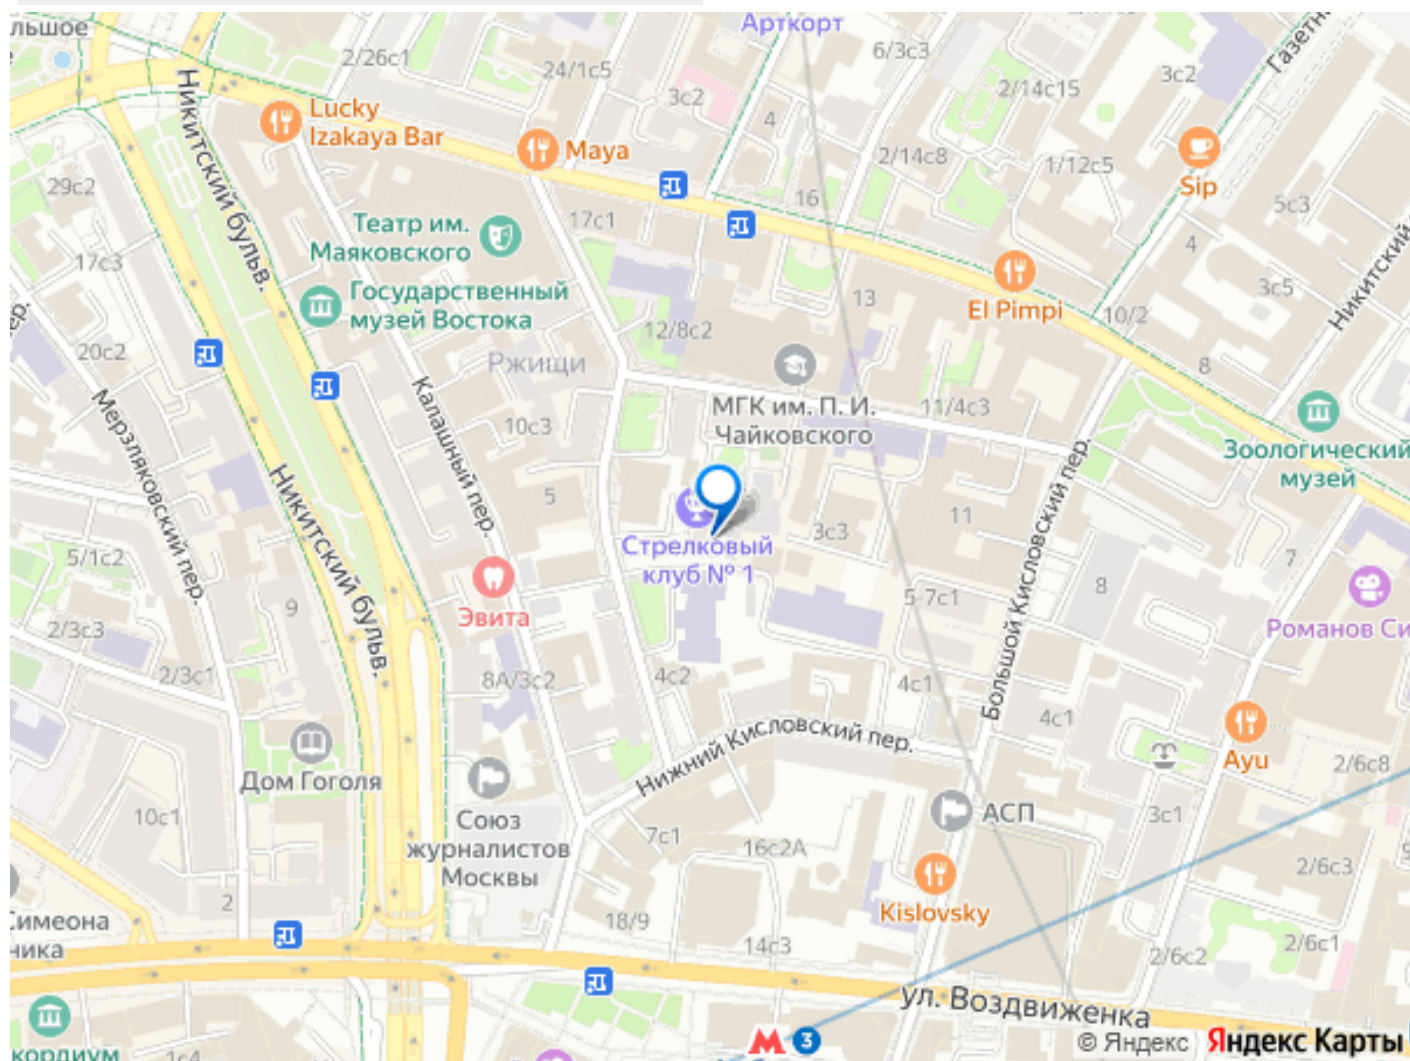 льшое
Арткорт
2/26с1
24/1с5
3с2
4
6/3с3
2/14с15
3с2
Газетн
Lucky
Izakaya Bar
Maya
Никитский бульв.
29с2
17с3
2/14с8
1/12с5
Sip
5с3
4
16
17с1
Театр им.
Маяковского
Государственный
музей Востока
13
El Pimpi
10/2
3с5
Никитский
8
12/8с2
Ржищи
20с2
пер.
Мерзляковский пер.
Калашный пер.
МГК им. П. И.
Чайковского
11/4с3
10с3
5
Зоологический
музей
Стрелковый
клуб № 1
3с3
11
Большой Кисловский пер.
7
8
5-7с1
Никитский бульв.
5/1с2
9
Эвита
2/3с3
2/3с1
8А/3с2
4с2
4с1
4с1
Романов Си
Нижний Кисловский пер.
Дом Гоголя
Ayu
2/6с8
10с1
Союз
журналистов
Москвы
7с1
16с2А
АСП
3с1
2/6с3
Kislovsky
2
18/9
14с3
Симеона
ника
2/6с1
2/6с2
ул. Воздвиженка
3
кордиум
1с4
© Яндекс Яндекс Карты